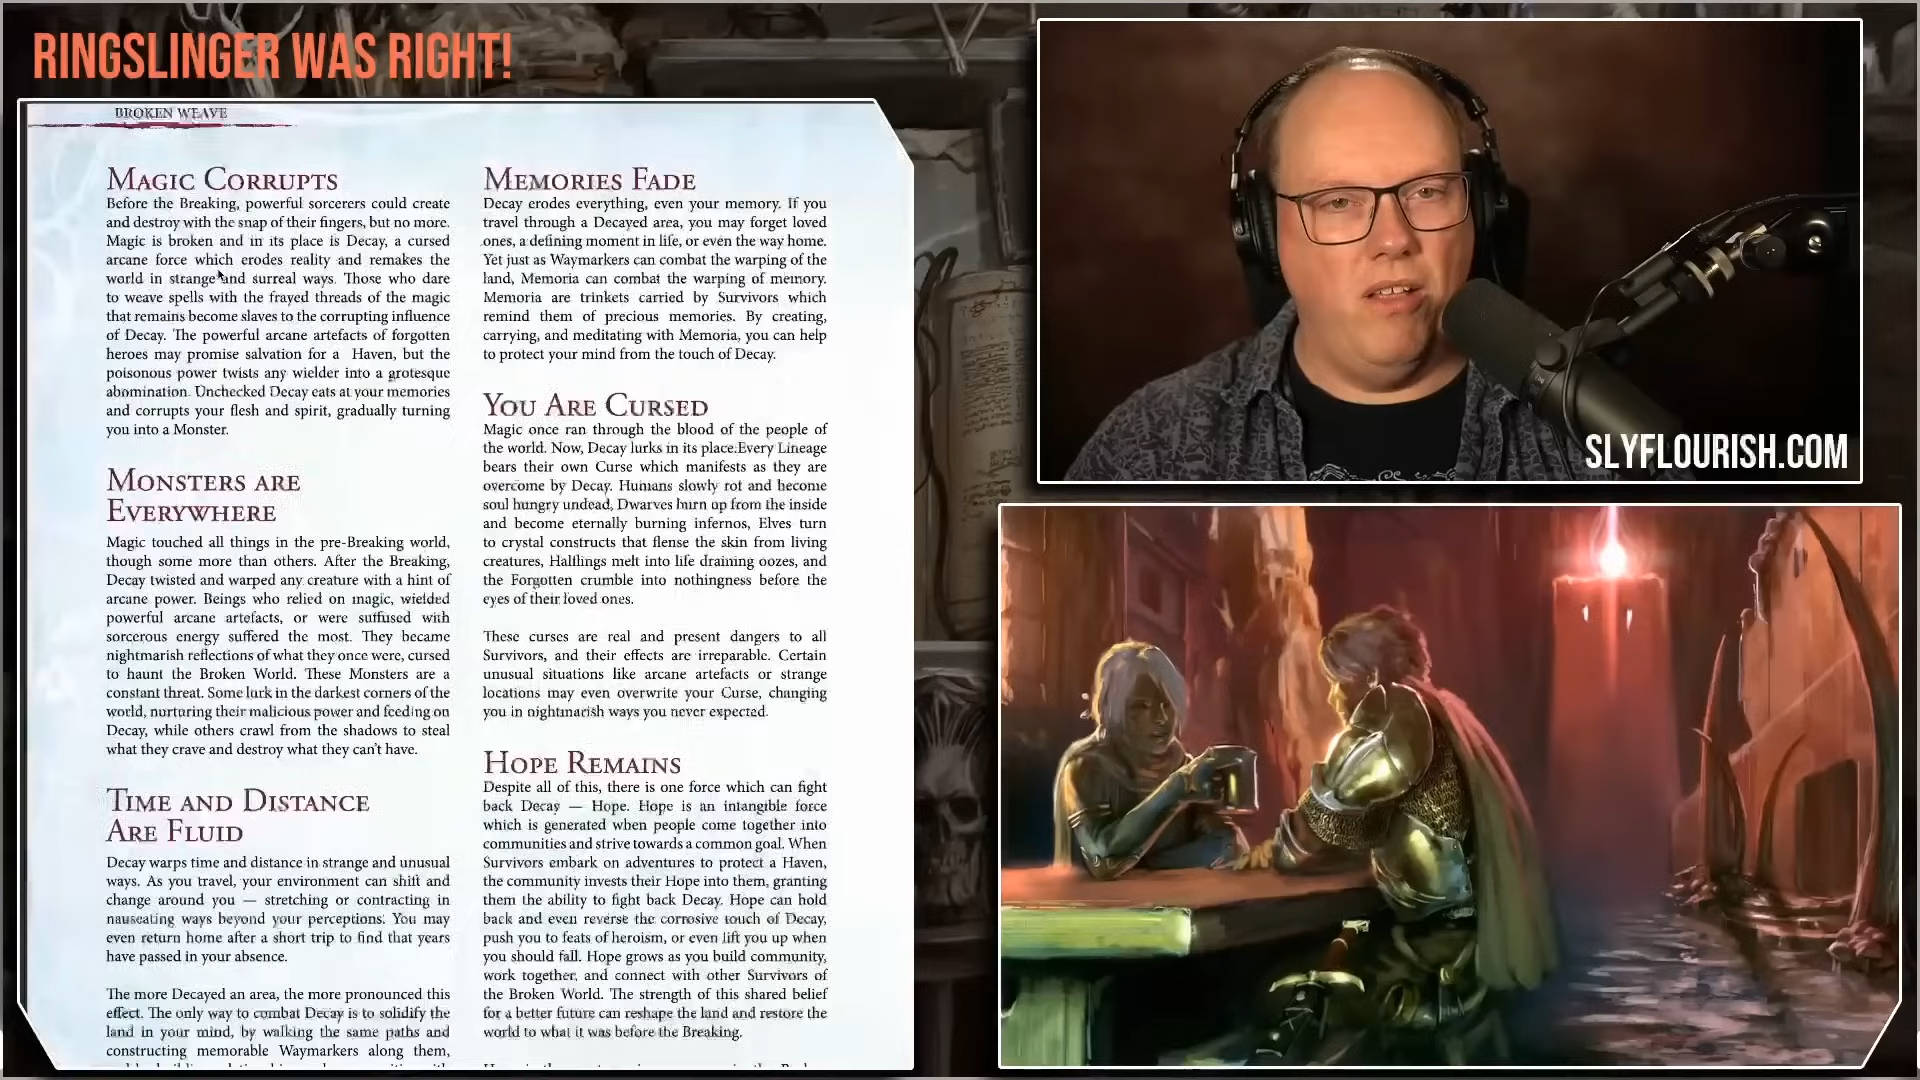 RINGSLINGER WAS RIGHT!
BROKEN WEAVE
MAGIC CORRUPTS
Before the Breaking, powerful sorcerers could create
and destroy with the snap of their fingers, but no more.
Magic is broken and in its place is Decay, a cursed
arcane force which erodes reality and remakes the
world in strange and surreal ways. Those who dare
to weave spells with the frayed threads of the magic
that remains become slaves to the corrupting influence
of Decay. The powerful arcane artefacts of forgotten
heroes may promise salvation for a Haven, but the
poisonous power twists any wielder into a grotesque
abomination. Unchecked Decay eats at your memories
and corrupts your flesh and spirit, gradually turning
you into a Monster.
MONSTERS ARE
EVERYWHERE
Magic touched all things in the pre-Breaking world,
though some more than others. After the Breaking,
Decay twisted and warped any creature with a hint of
arcane power. Beings who relied on magic, wielded
powerful arcane artefacts, or were suffused with
sorcerous energy suffered the most. They became
nightmarish reflections of what they once were, cursed
to haunt the Broken World. These Monsters are a
constant threat. Some lurk in the darkest corners of the
world, nurturing their malicious power and feeding on
Decay, while others crawl from the shadows to steal
what they crave and destroy what they can't have.
TIME AND DISTANCE
ARE FLUID
Decay warps time and distance in strange and unusual
ways. As you travel, your environment can shift and
change around you — stretching or contracting in
nauseating ways beyond your perceptions. You may
even return home after a short trip to find that years
have passed in your absence.
The more Decayed an area, the more pronounced this
effect. The only way to combat Decay is to solidify the
land in your mind, by walking the same paths and
constructing memorable Waymarkers along them,
MEMORIES FADE
Decay erodes everything, even your memory. If you
travel through a Decayed area, you may forget loved
ones, a defining moment in life, or even the way home.
Yet just as Waymarkers can combat the warping of the
land, Memoria can combat the warping of memory.
Memoria are trinkets carried by Survivors which
remind them of precious memories. By creating,
carrying, and meditating with Memoria, you can help
to protect your mind from the touch of Decay.
YOU ARE CURSED
Magic once ran through the blood of the people of
the world. Now, Decay lurks in its place.Every Lineage
bears their own Curse which manifests as they are
overcome by Decay. Humans slowly rot and become
soul hungry undead, Dwarves burn up from the inside
and become eternally burning infernos, Elves turn
to crystal constructs that flense the skin from living
creatures, Halflings melt into life draining oozes, and
the Forgotten crumble into nothingness before the
eyes of their loved ones.
These curses are real and present dangers to all
Survivors, and their effects are irreparable. Certain
unusual situations like arcane artefacts or strange
locations may even overwrite your Curse, changing
you in nightmarish ways you never expected.
HOPE REMAINS
Despite all of this, there is one force which can fight
back Decay — Hope. Hope is an intangible force
which is generated when people come together into
communities and strive towards a common goal. When
Survivors embark on adventures to protect a Haven,
the community invests their Hope into them, granting
them the ability to fight back Decay. Hope can hold
back and even reverse the corrosive touch of Decay,
push you to feats of heroism, or even lift you up when
you should fall. Hope grows as you build community,
work together, and connect with other Survivors of
the Broken World. The strength of this shared belief
for a better future can reshape the land and restore the
world to what it was before the Breaking.
SLYFLOURISH.COM